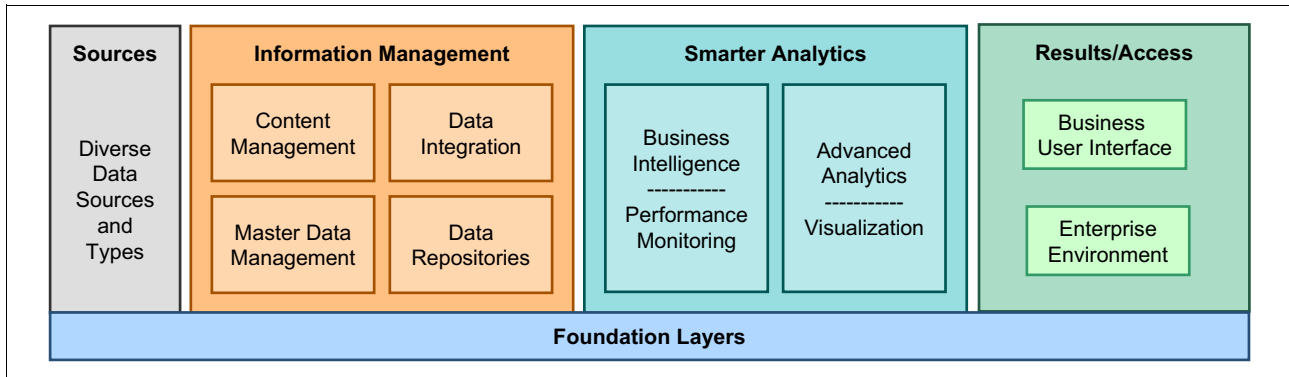 Sources
Diverse
Data
Sources
and
Types
Information Management
Content
Management
Data
Integration
Master Data
Management
Data
Repositories
Smarter Analytics
Business
Intelligence
-----------
Performance
Monitoring
Advanced
Analytics
-----------
Visualization
Results/Access
Business
User Interface
Enterprise
Environment
Foundation Layers